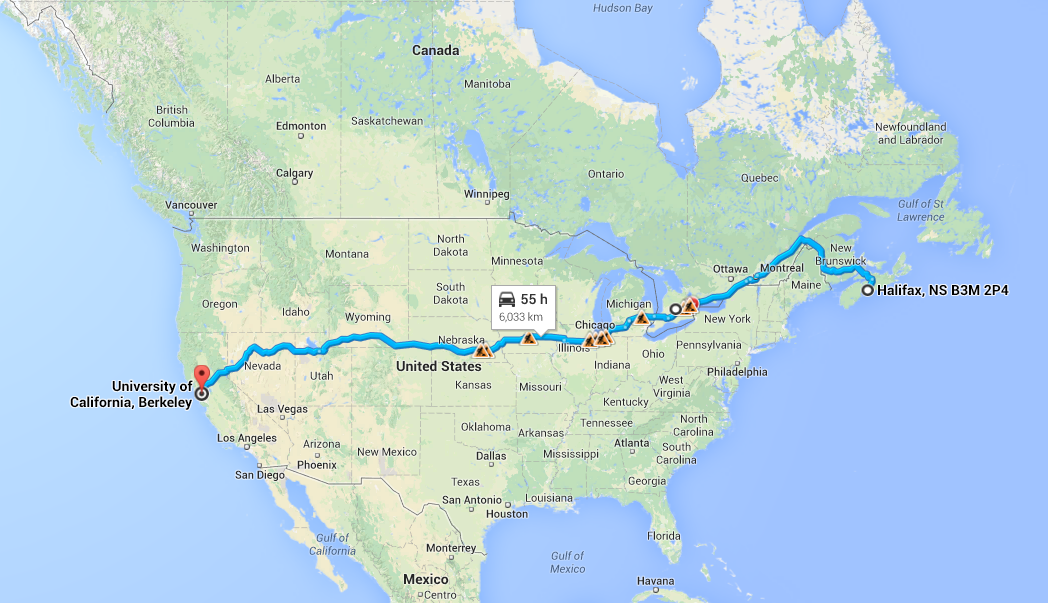 Hudson Bay
Canada
Alberta
Manitoba
British
Columbia
Saskatchewan
Edmonton
Newfoundland
and Labrador
Ontario
Calgary
Quebec
Winnipeg
Vancouver
Gulf of St
Lawrence
Washington
North
Dakota
Montana
Minnesota
New
Brunswick
Ottawa
Montreal
Maine
Halifax, NS B3M 2P4
South
Dakota
Oregon
Idaho
Wyoming
55 h
6,033 km
Michigan
Chicago
New York
Nebraska
Illinois
Ohio
Pennsylvania
Nevada
Utah
United States
Indiana
Philadelphia
University of
California, Berkeley
Kansas
Missouri
West
Virginia
Kentucky
Las Vegas
Oklahoma
Arkansas
Tennessee
North
Carolina
Los Angeles
Arizona
New Mexico
Atlanta
South
Carolina
Phoenix
Dallas
Mississippi
San Diego
Texas
Georgia
San Antonio
Louisiana
Houston
Florida
Gulf of
California
Monterrey
Gulf of
Mexico
Mexico
Centro
Havana